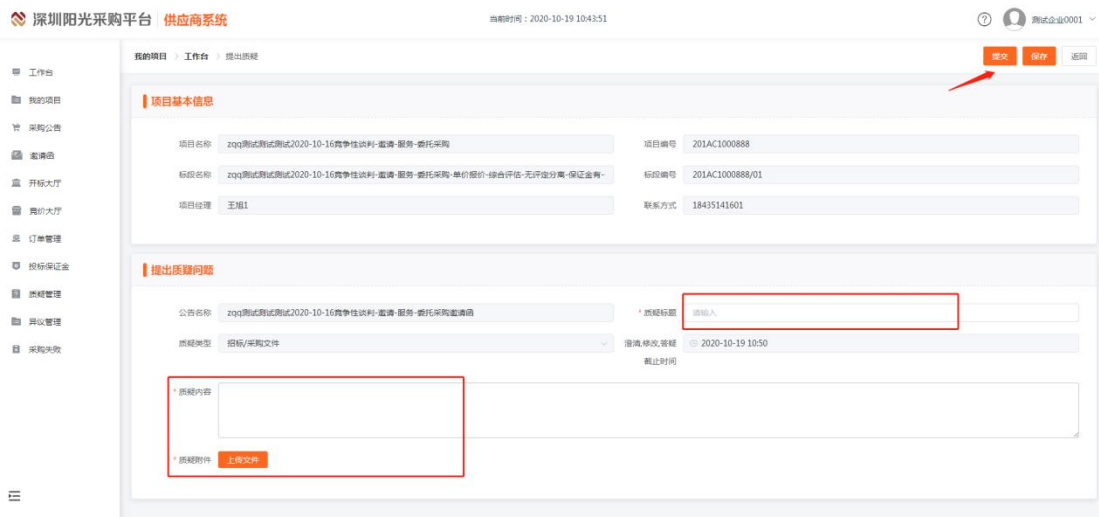 深圳阳光采购平台 供应商系统 当前时间：2020-10-19 10:43:51 测试企业0001
我的项目 > 工作台 > 提出质疑 提交 保存 返回
工作台
我的项目
采购公告
邀请函
开标大厅
竞价大厅
订单管理
投标保证金
质疑管理
异议管理
采购失败
项目基本信息
项目名称 zqq测试测试测试2020-10-16竞争性谈判-邀请-服务-委托采购 项目编号 201AC1000888
标段名称 zqq测试测试测试2020-10-16竞争性谈判-邀请-服务-委托采购-单价报价-综合评估-无评定分离-保证金有- 标段编号 201AC1000888/01
项目经理 王旭1 联系方式 18435141601
提出质疑问题
公告名称 zqq测试测试测试2020-10-16竞争性谈判-邀请-服务-委托采购邀请函 * 质疑标题 请输入
质疑类型 招标/采购文件 澄清,修改,答疑 2020-10-19 10:50
截止时间
* 质疑内容
* 质疑附件 上传文件